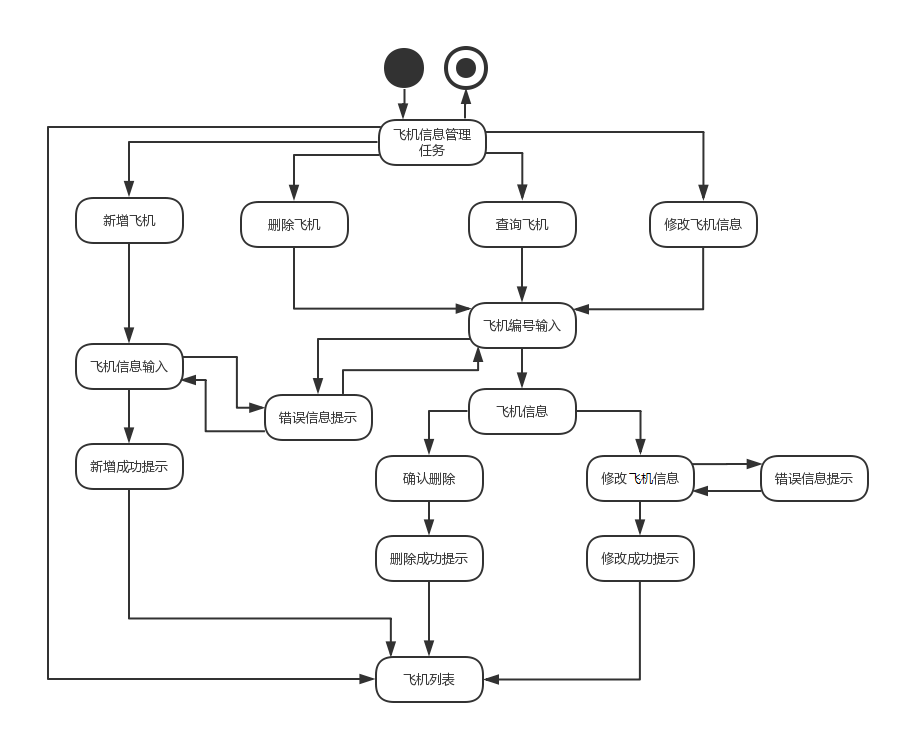 飞机信息管理
任务
新增飞机
删除飞机
查询飞机
修改飞机信息
飞机编号输入
飞机信息输入
错误信息提示
飞机信息
新增成功提示
确认删除
修改飞机信息
错误信息提示
删除成功提示
修改成功提示
飞机列表